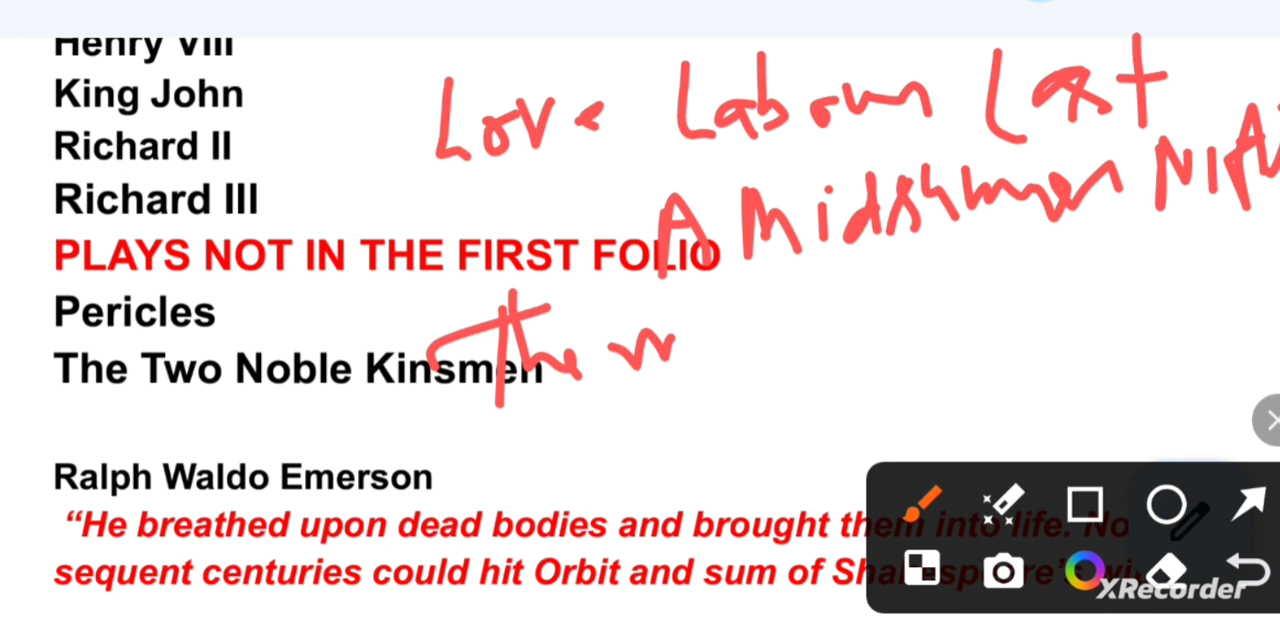 Henry VIII
King John
Love Labour Lost
Richard II
A Midsummer Night
Richard III
PLAYS NOT IN THE FIRST FOLIO
Pericles
The
The Two Noble Kinsmen
Ralph Waldo Emerson
“He breathed upon dead bodies and brought them into life. No
sequent centuries could hit Orbit and sum of Shakespeare's
XRecorder